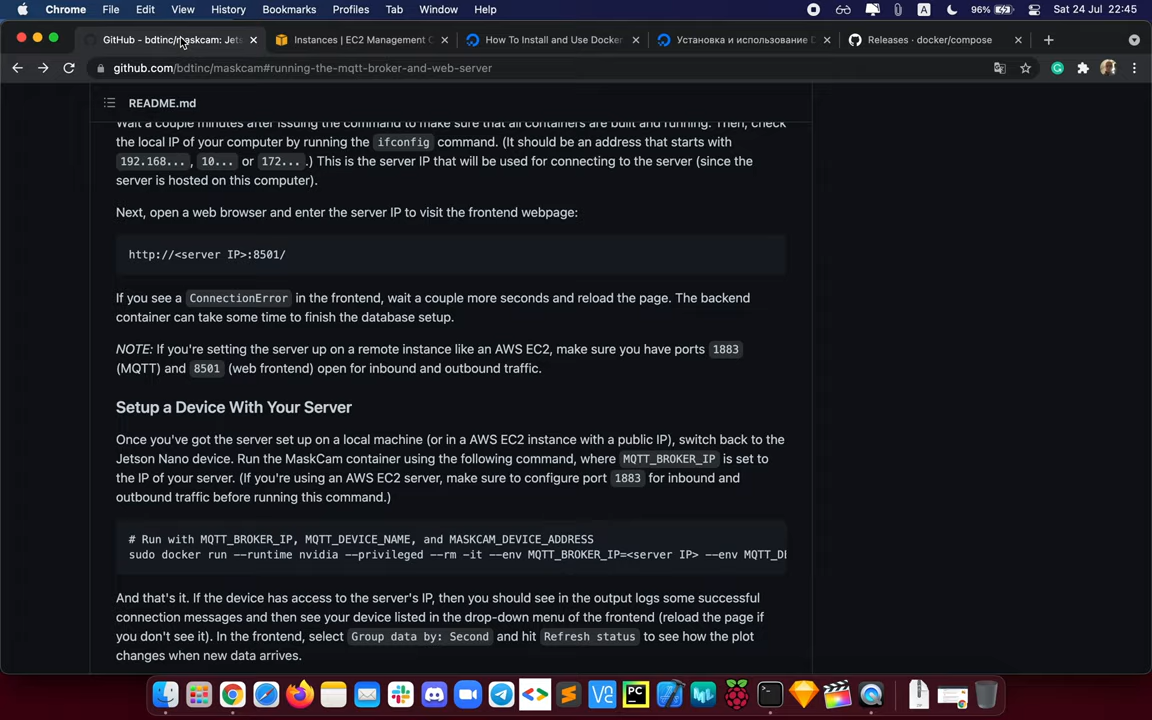 Chrome File Edit View History Bookmarks Profiles Tab Window Help A 96% Sat 24 Jul 22:45
GitHub - bdtinc/maskcam: Jets Instances | EC2 Management C How To Install and Use Docker Установка и использование D Releases · docker/compose
github.com/bdtinc/maskcam#running-the-mqtt-broker-and-web-server
README.md
Wait a couple minutes after issuing the command to make sure that all containers are built and running. Then, check
the local IP of your computer by running the ifconfig command. (It should be an address that starts with
192.168... , 10... or 172... .) This is the server IP that will be used for connecting to the server (since the
server is hosted on this computer).
Next, open a web browser and enter the server IP to visit the frontend webpage:
http://<server IP>:8501/
If you see a ConnectionError in the frontend, wait a couple more seconds and reload the page. The backend
container can take some time to finish the database setup.
NOTE: If you're setting the server up on a remote instance like an AWS EC2, make sure you have ports 1883
(MQTT) and 8501 (web frontend) open for inbound and outbound traffic.
Setup a Device With Your Server
Once you've got the server set up on a local machine (or in a AWS EC2 instance with a public IP), switch back to the
Jetson Nano device. Run the MaskCam container using the following command, where MQTT_BROKER_IP is set to
the IP of your server. (If you're using an AWS EC2 server, make sure to configure port 1883 for inbound and
outbound traffic before running this command.)
# Run with MQTT_BROKER_IP, MQTT_DEVICE_NAME, and MASKCAM_DEVICE_ADDRESS
sudo docker run --runtime nvidia --privileged --rm -it --env MQTT_BROKER_IP=<server IP> --env MQTT_DE
And that's it. If the device has access to the server's IP, then you should see in the output logs some successful
connection messages and then see your device listed in the drop-down menu of the frontend (reload the page if
you don't see it). In the frontend, select Group data by: Second and hit Refresh status to see how the plot
changes when new data arrives.